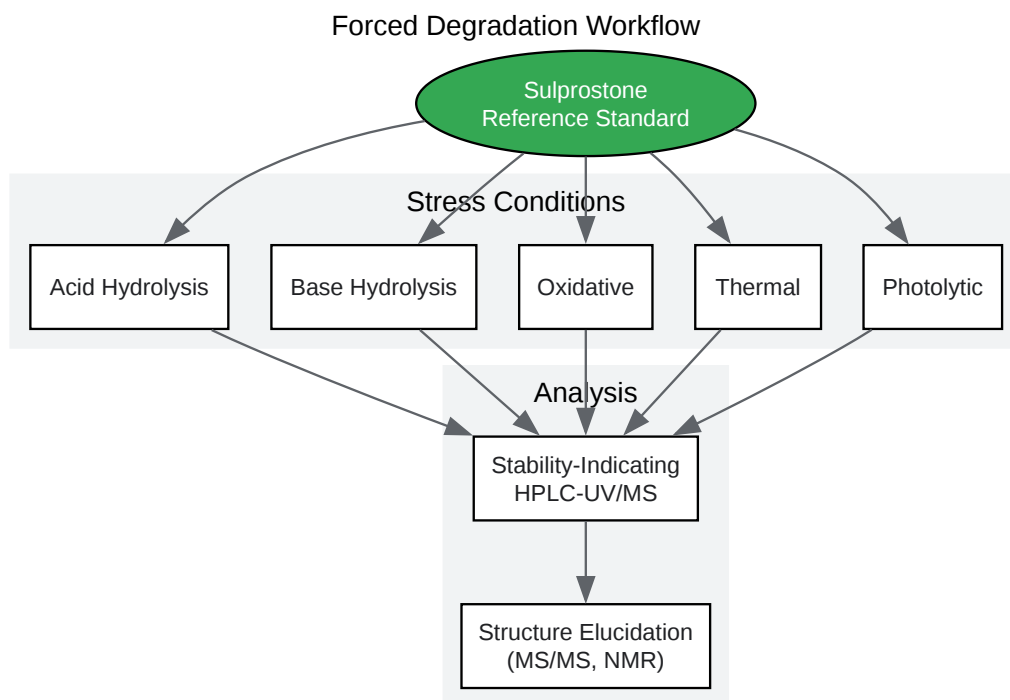 Forced Degradation Workflow
Sulprostone
Reference Standard
Stress Conditions
Acid Hydrolysis
Base Hydrolysis
Oxidative
Thermal
Photolytic
Analysis
Stability-Indicating
HPLC-UV/MS
Structure Elucidation
(MS/MS, NMR)